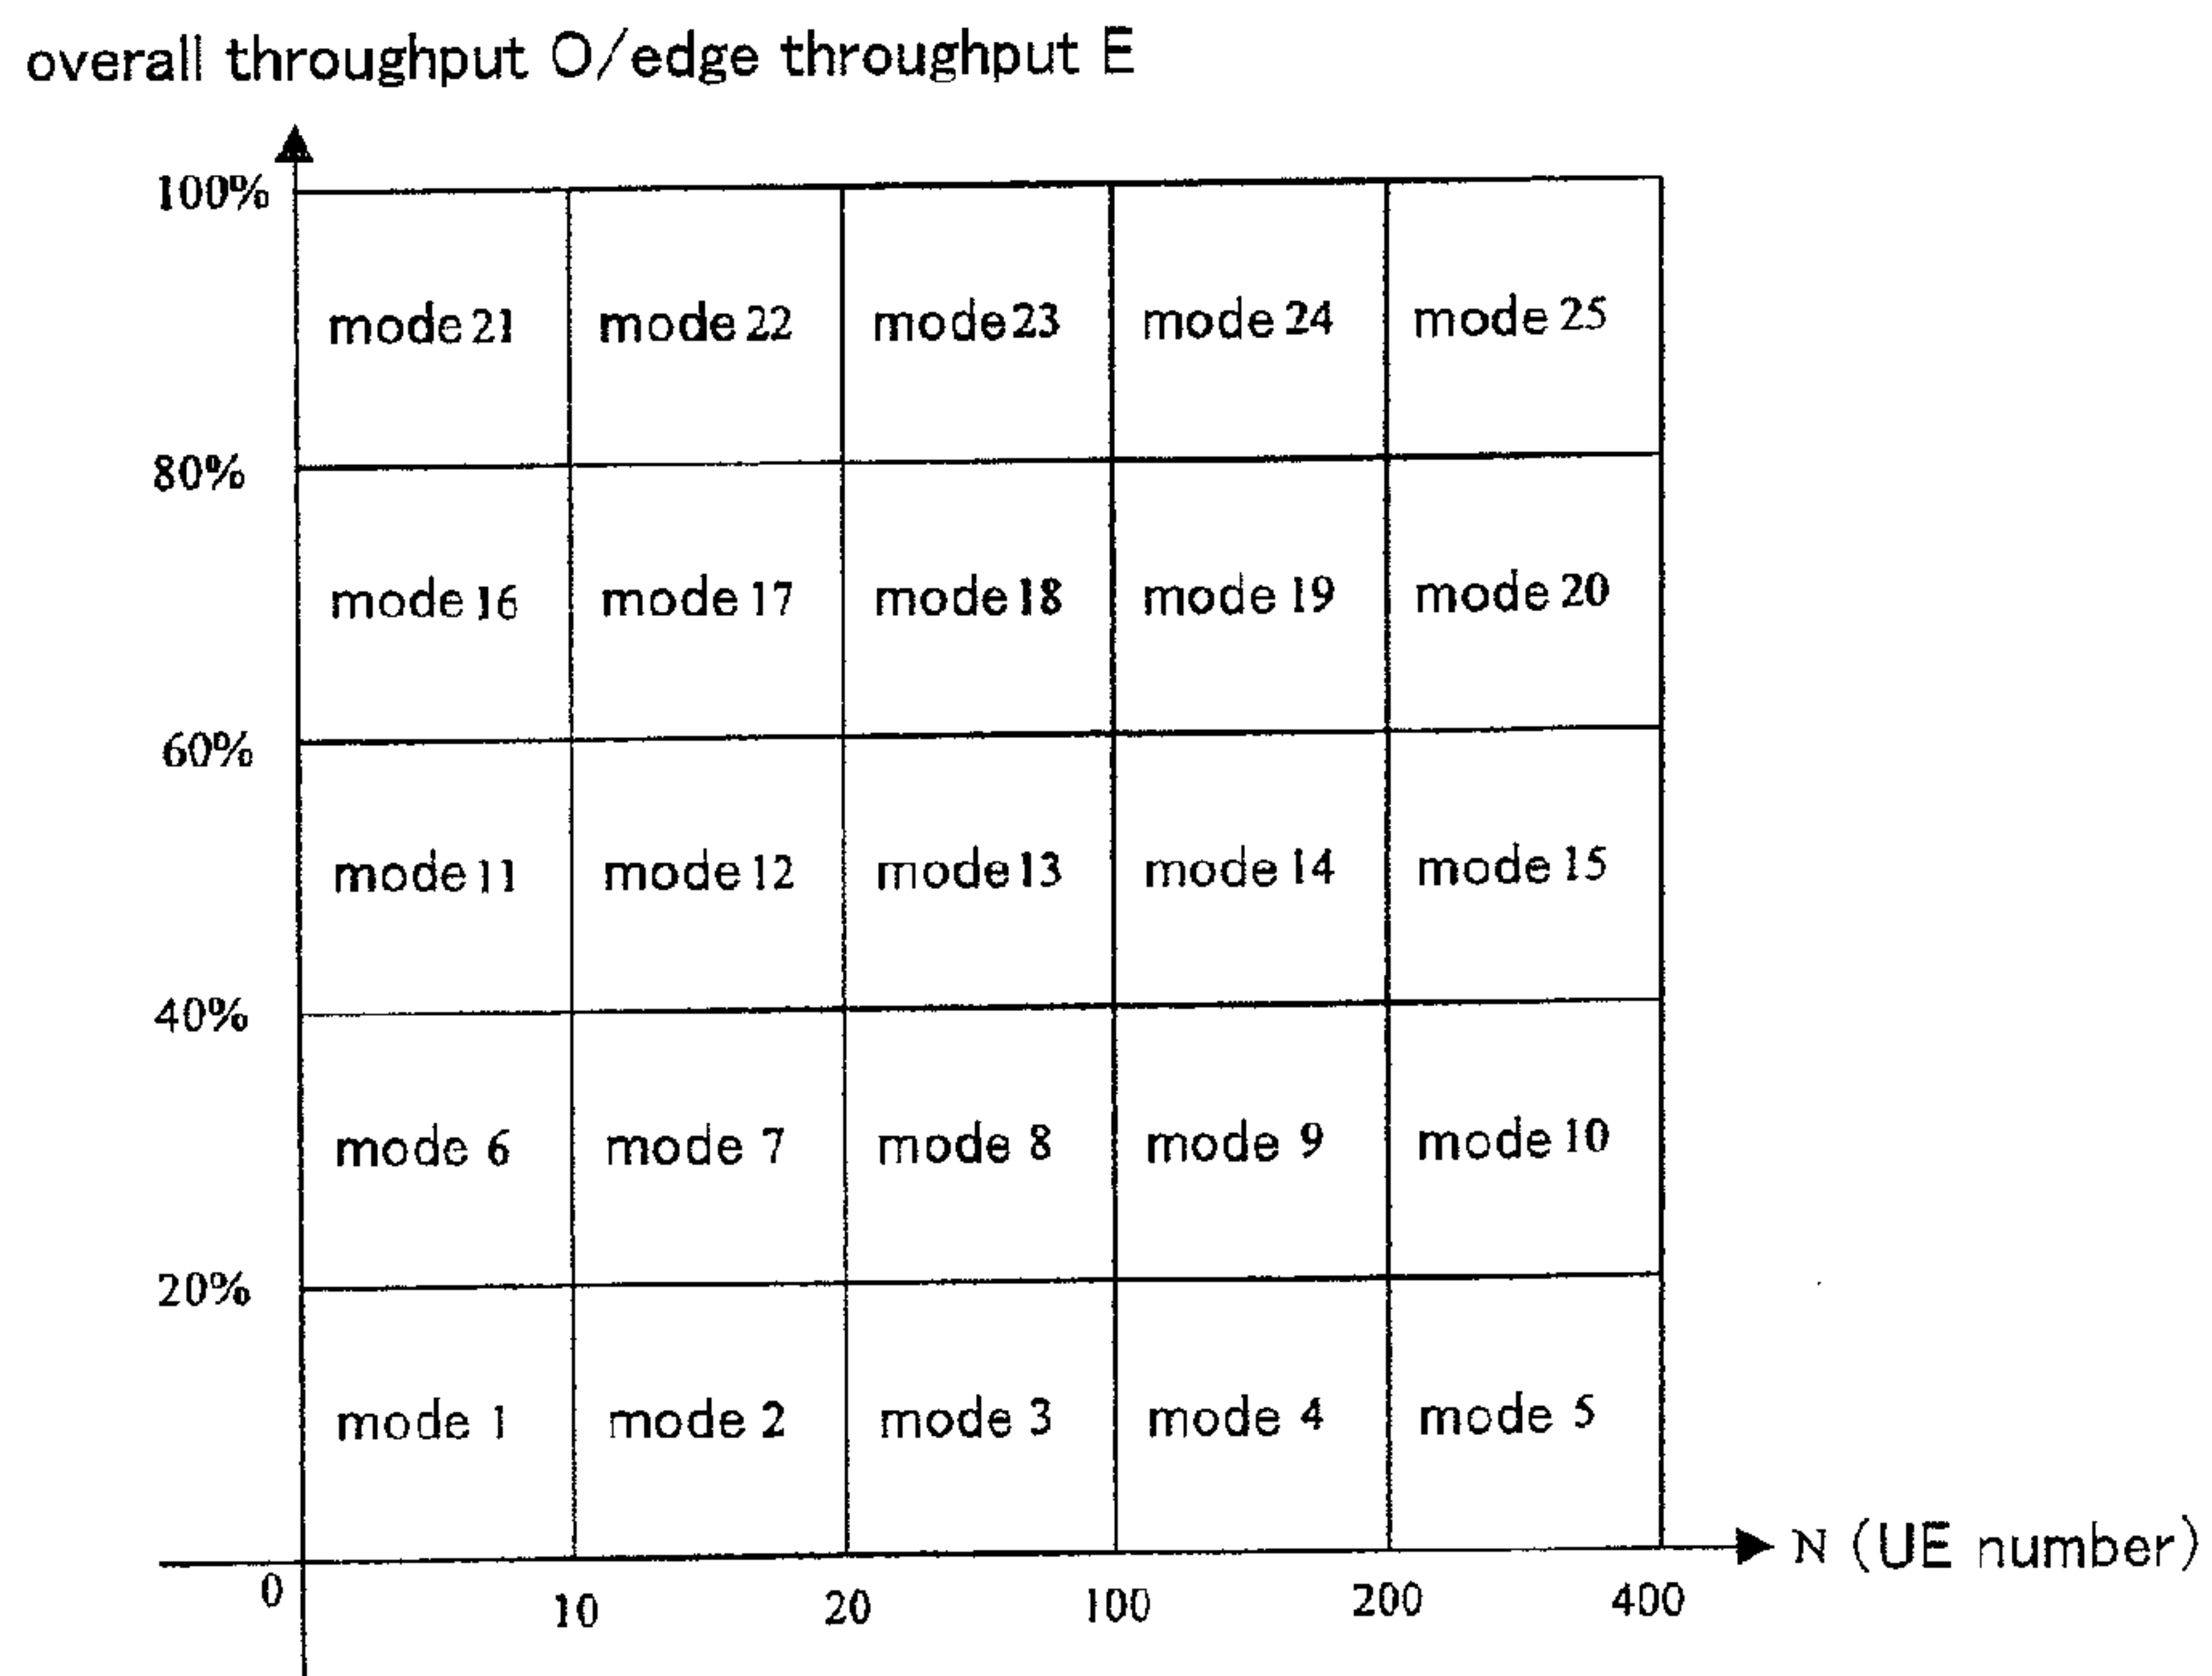 overall throughput O/edge throughput E
100%
mode 21 mode 22 mode 23 mode 24 mode 25
80%
mode 16 mode 17 mode 18 mode 19 mode 20
60%
mode 11 mode 12 mode 13 mode 14 mode 15
40%
mode 6 mode 7 mode 8 mode 9 mode 10
20%
mode 1 mode 2 mode 3 mode 4 mode 5
N (UE number)
0 10 20 100 200 400